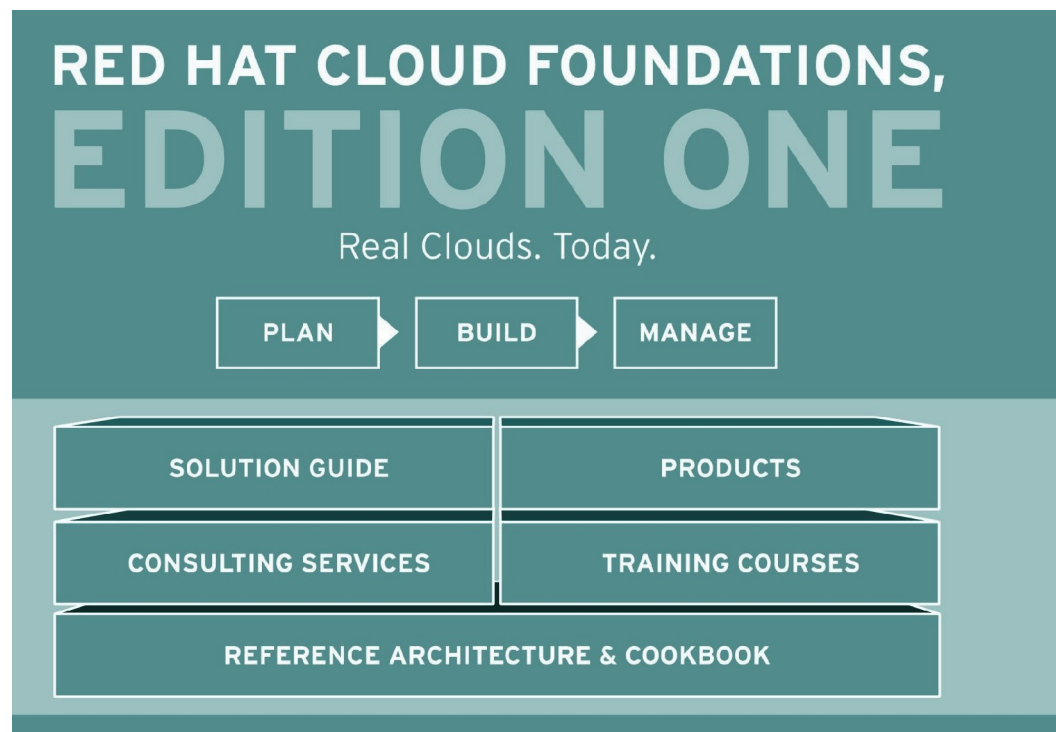 RED HAT CLOUD FOUNDATIONS,
EDITION ONE
Real Clouds. Today.
PLAN BUILD MANAGE
SOLUTION GUIDE PRODUCTS
CONSULTING SERVICES TRAINING COURSES
REFERENCE ARCHITECTURE & COOKBOOK